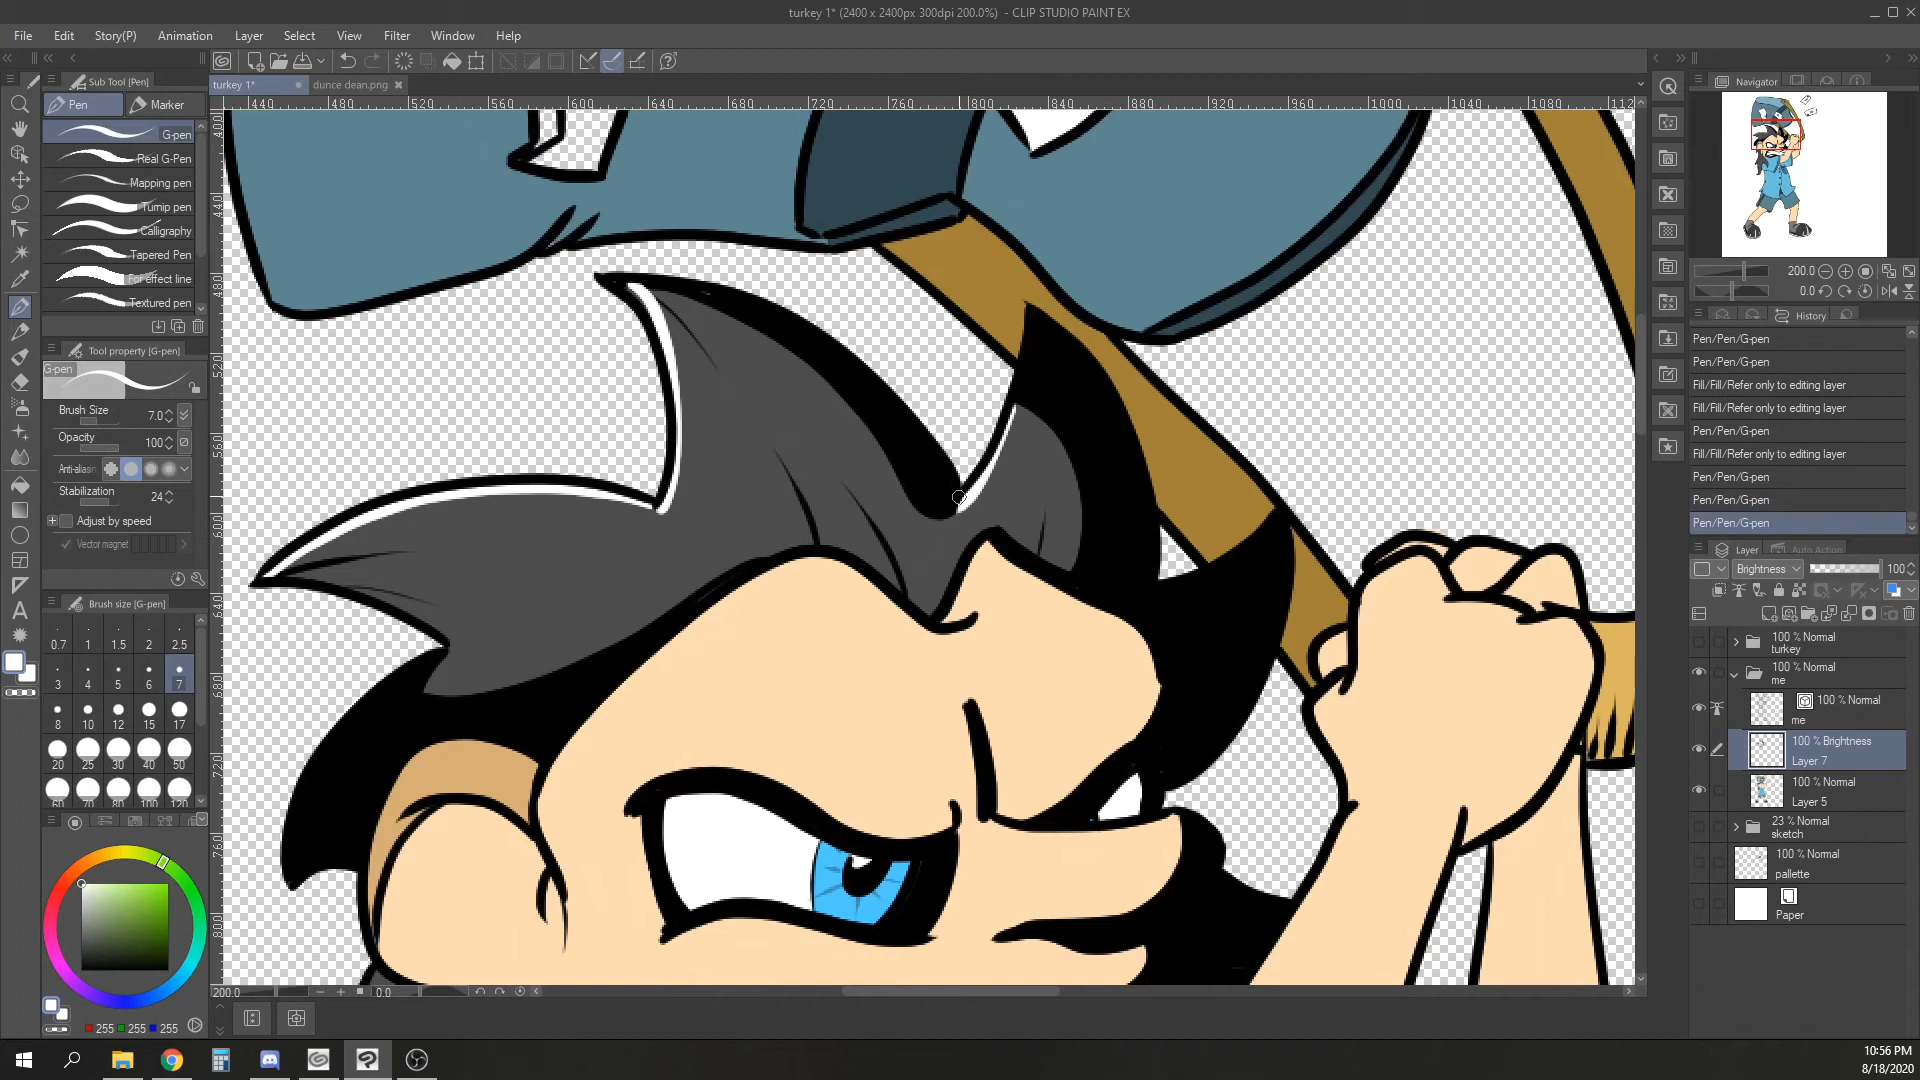 turkey 1* (2400 x 2400px 300dpi 200.0%) - CLIP STUDIO PAINT EX
File Edit Story(P) Animation Layer Select View Filter Window Help
Sub Tool [Pen]
Pen Marker
G-pen
Real G-Pen
Mapping pen
Turnip pen
Calligraphy
Tapered Pen
For effect line
Textured pen
Tool property [G-pen]
G-pen
Brush Size 7.0
Opacity 100
Anti-aliasin
Stabilization 24
Adjust by speed
Vector magnet
Brush size [G-pen]
0.7 1 1.5 2 2.5
3 4 5 6 7
8 10 12 15 17
20 25 30 40 50
60 70 80 100 120
255 255 255
turkey 1* dunce dean.png
440 480 520 560 600 640 680 720 760 800 840 880 920 960 1000 1040 1080 112
400
440
480
520
560
600
640
680
720
760
800
200.0 0.0
Navigator
200.0
0.0
History
Pen/Pen/G-pen
Pen/Pen/G-pen
Fill/Fill/Refer only to editing layer
Fill/Fill/Refer only to editing layer
Pen/Pen/G-pen
Fill/Fill/Refer only to editing layer
Pen/Pen/G-pen
Pen/Pen/G-pen
Pen/Pen/G-pen
Layer Auto Action
Brightness 100
100 % Normal
turkey
100 % Normal
me
100 % Normal
me
100 % Brightness
Layer 7
100 % Normal
Layer 5
23 % Normal
sketch
100 % Normal
pallette
Paper
10:56 PM
8/18/2020